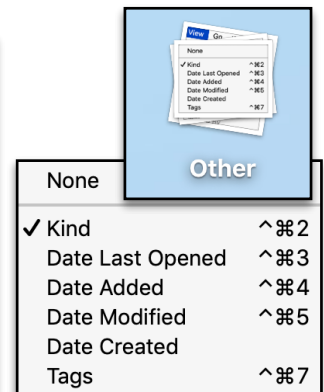 View Go
None
✓ Kind ^⌘2
Date Last Opened ^⌘3
Date Added ^⌘4
Date Modified ^⌘5
Date Created
Tags ^⌘7
Other
None
✓ Kind ^⌘2
Date Last Opened ^⌘3
Date Added ^⌘4
Date Modified ^⌘5
Date Created
Tags ^⌘7